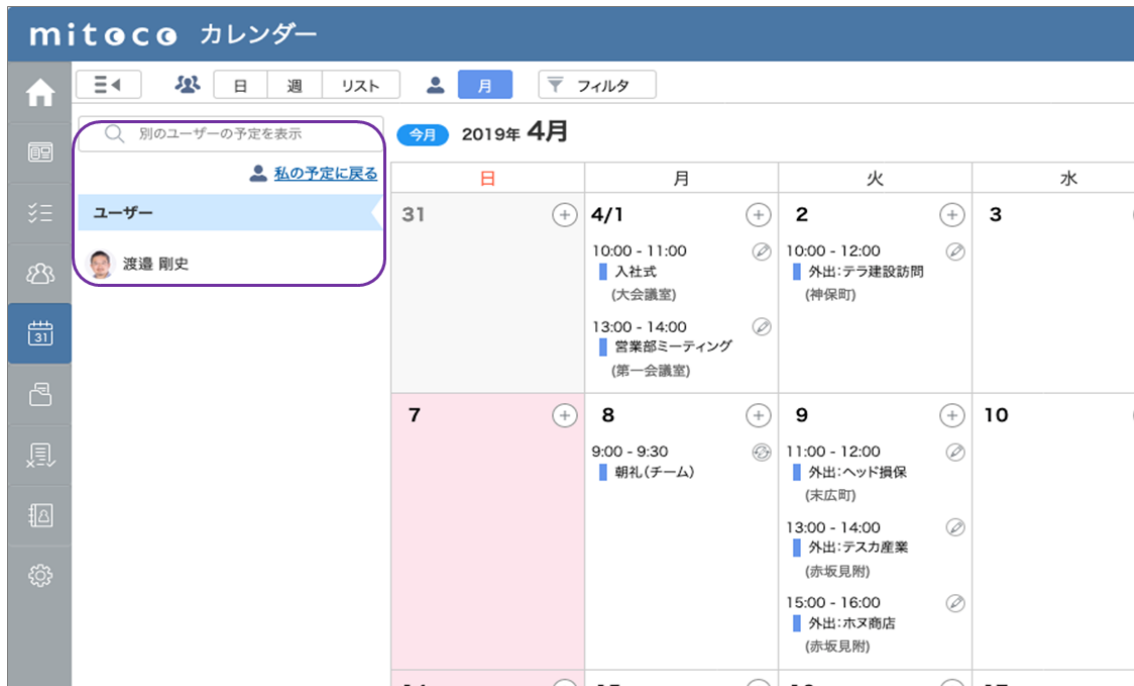 mitoco カレンダー
日 週 リスト 月 フィルタ
別のユーザーの予定を表示
私の予定に戻る
ユーザー
渡邉 剛史
今月 2019年 4月
日 月 火 水
31 4/1 2 3
10:00 - 11:00
入社式
(大会議室)
13:00 - 14:00
営業部ミーティング
(第一会議室)
10:00 - 12:00
外出：テラ建設訪問
(神保町)
7 8 9 10
9:00 - 9:30
朝礼（チーム）
11:00 - 12:00
外出：ヘッド損保
(末広町)
13:00 - 14:00
外出：テスカ産業
(赤坂見附)
15:00 - 16:00
外出：ホヌ商店
(赤坂見附)
31